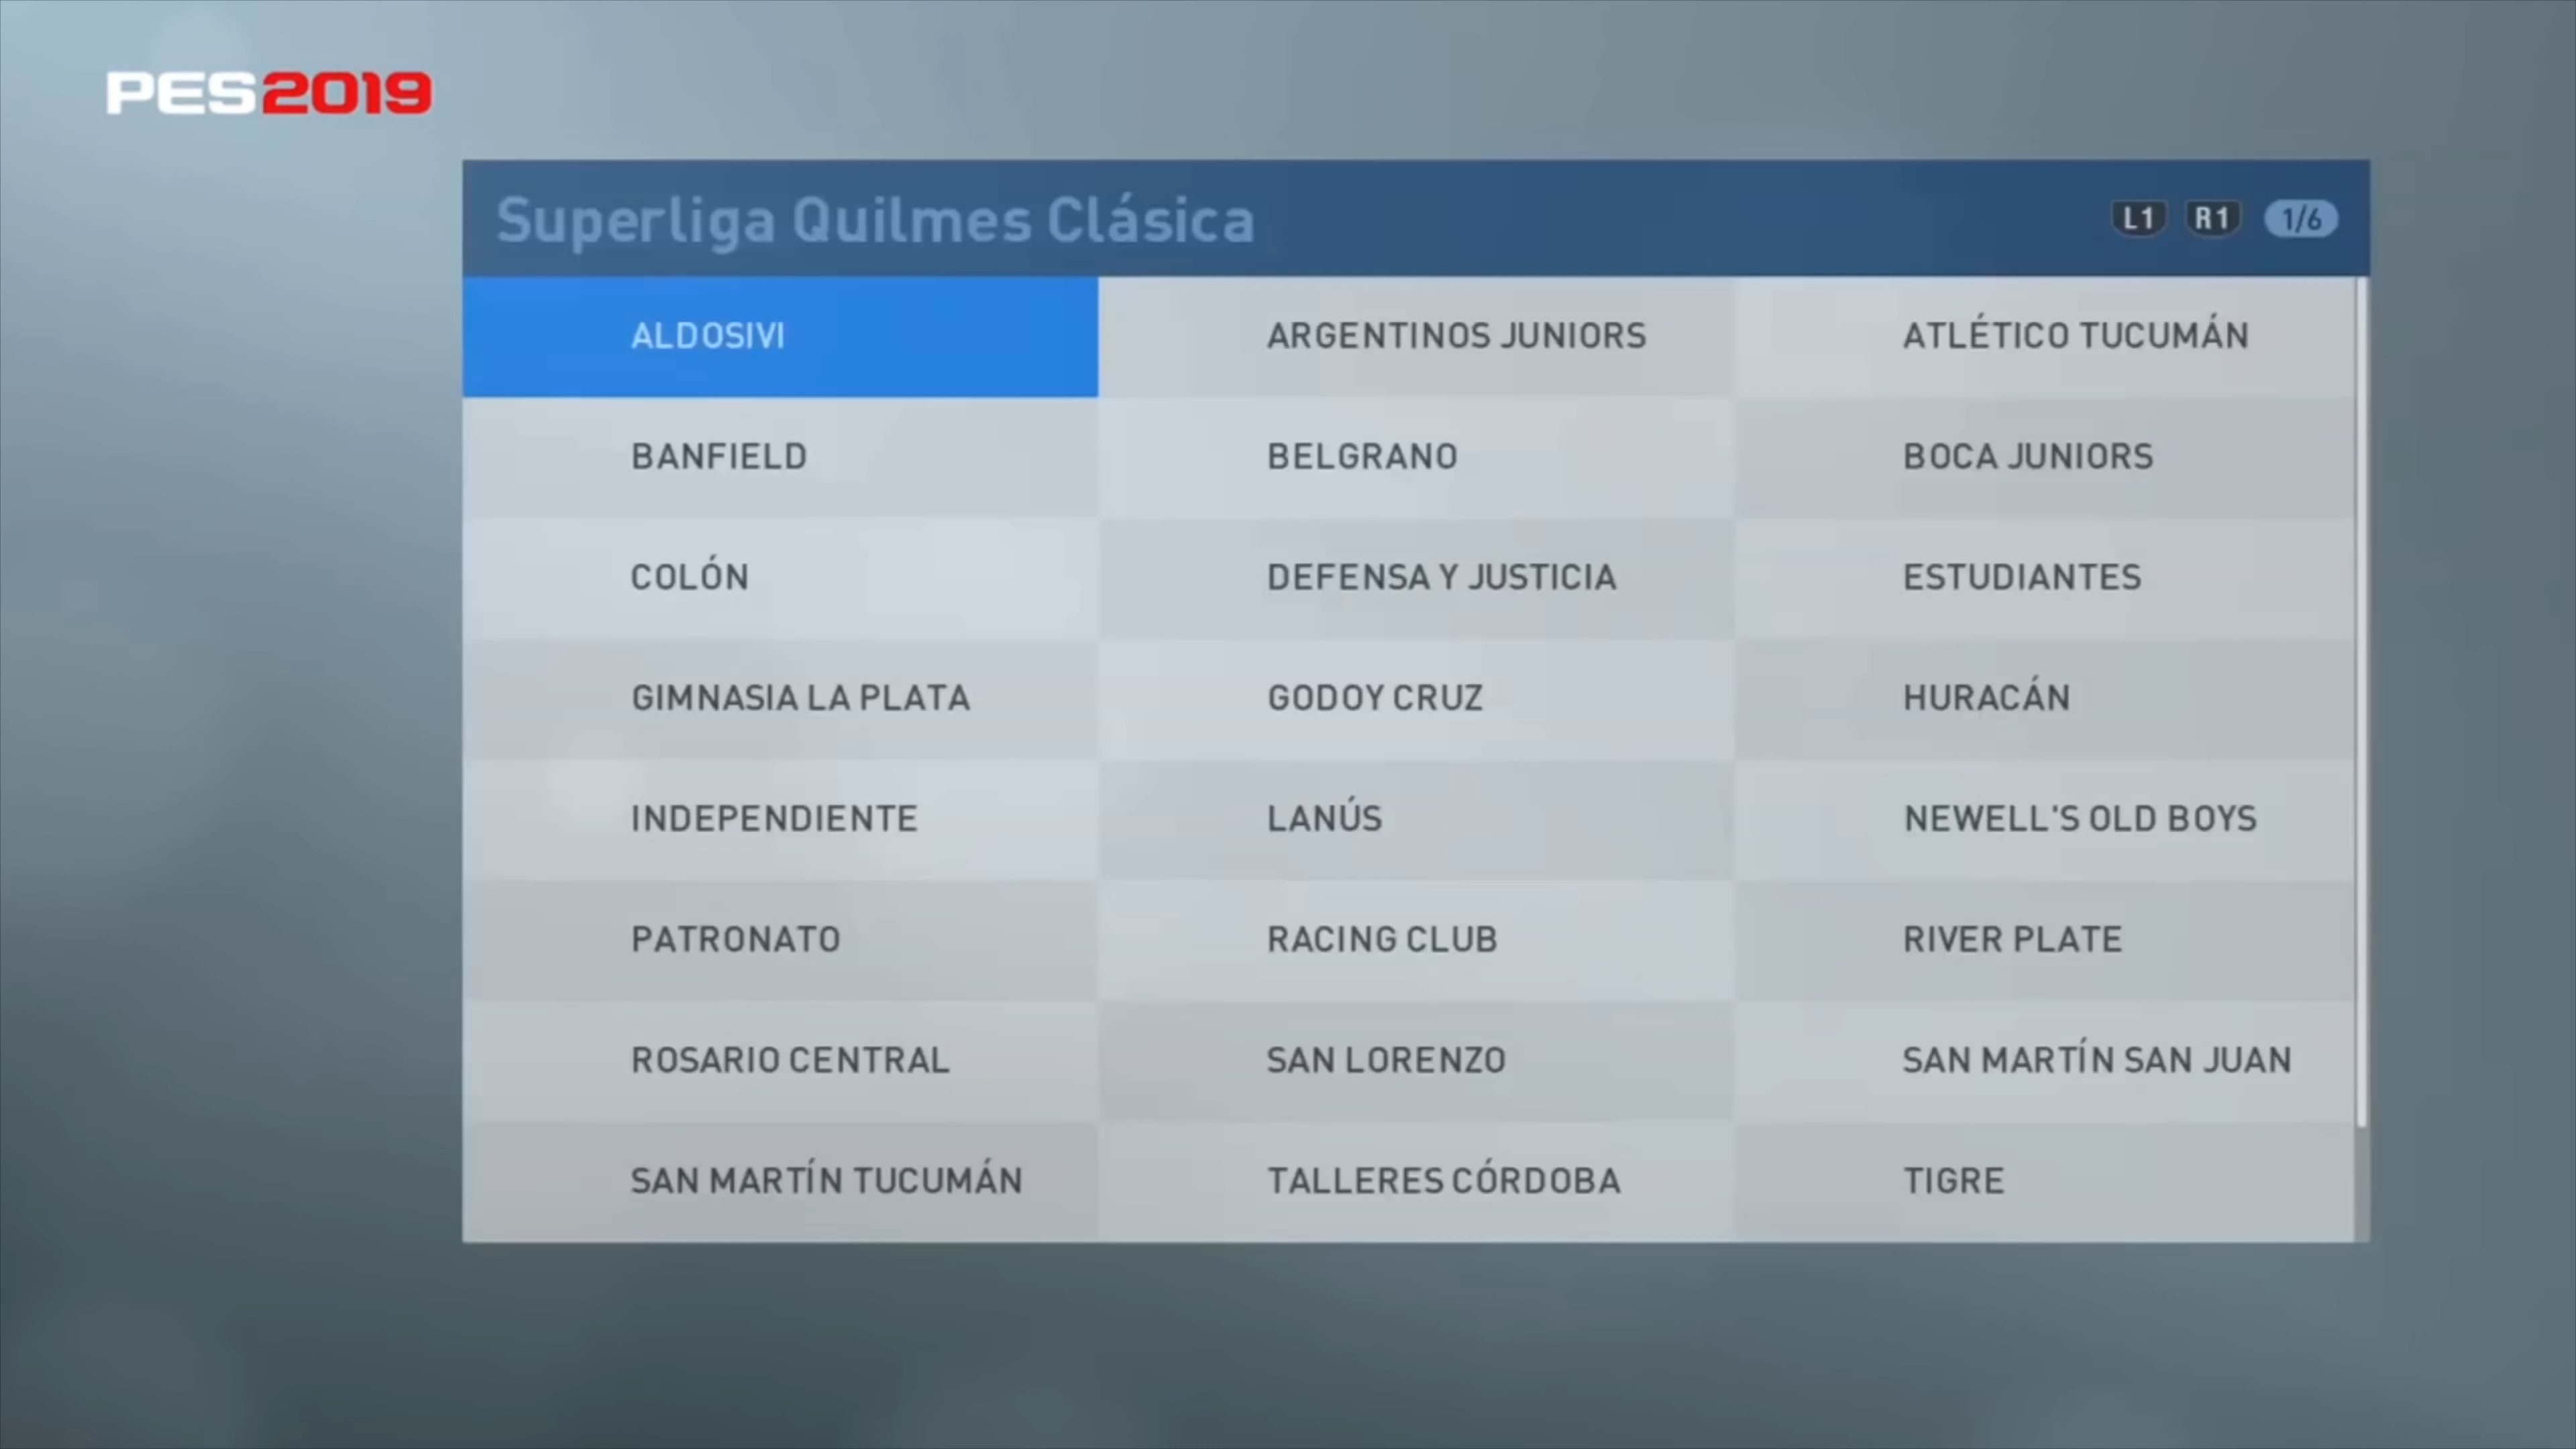 PES2019
Superliga Quilmes Clásica L1 R1 1/6
ALDOSIVI ARGENTINOS JUNIORS ATLÉTICO TUCUMÁN
BANFIELD BELGRANO BOCA JUNIORS
COLÓN DEFENSA Y JUSTICIA ESTUDIANTES
GIMNASIA LA PLATA GODOY CRUZ HURACÁN
INDEPENDIENTE LANÚS NEWELL'S OLD BOYS
PATRONATO RACING CLUB RIVER PLATE
ROSARIO CENTRAL SAN LORENZO SAN MARTÍN SAN JUAN
SAN MARTÍN TUCUMÁN TALLERES CÓRDOBA TIGRE